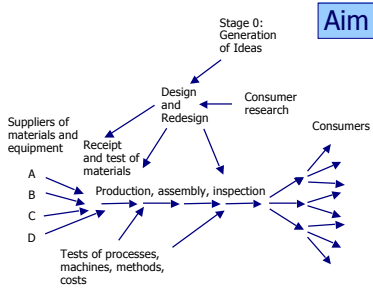 Stage 0:
Generation
of Ideas
Aim
Design
and
Redesign
Consumer
research
Suppliers of
materials and
equipment
Receipt
and test of
materials
Consumers
A
B
C
D
Production, assembly, inspection
Tests of processes,
machines, methods,
costs